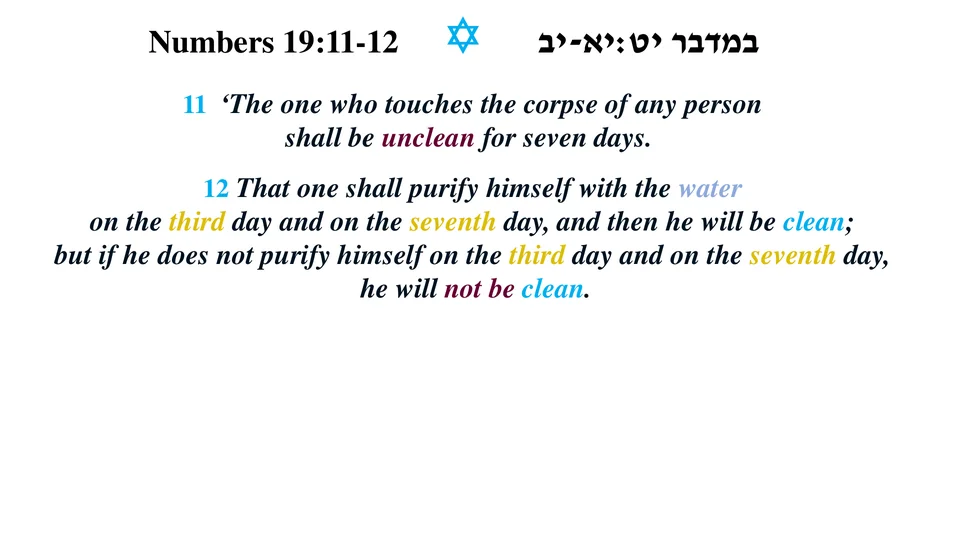 Numbers 19:11-12 ✡ במדבר יט:יא-יב
11 ‘The one who touches the corpse of any person
shall be unclean for seven days.
12 That one shall purify himself with the water
on the third day and on the seventh day, and then he will be clean;
but if he does not purify himself on the third day and on the seventh day,
he will not be clean.